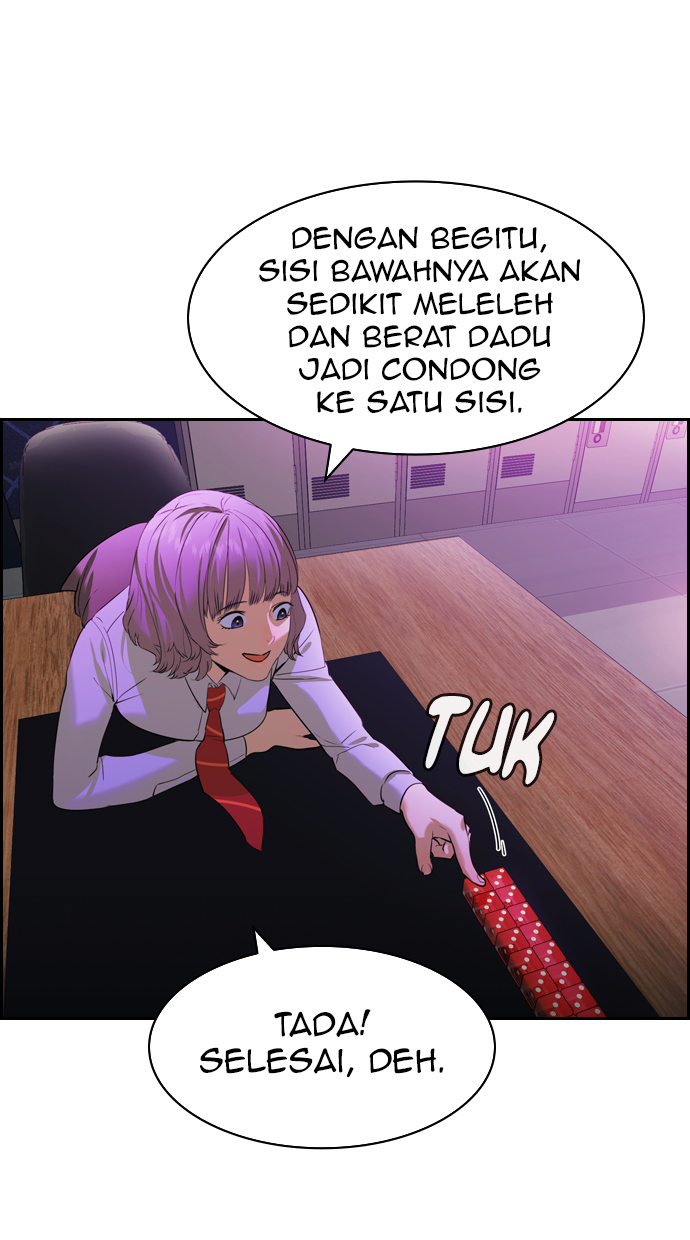 DENGAN BEGITU,
SISI BAWAHNYA AKAN
SEDIKIT MELELEH
DAN BERAT DADU
JADI CONDONG
KE SATU SISI.
TUK
TADA!
SELESAI, DEH.